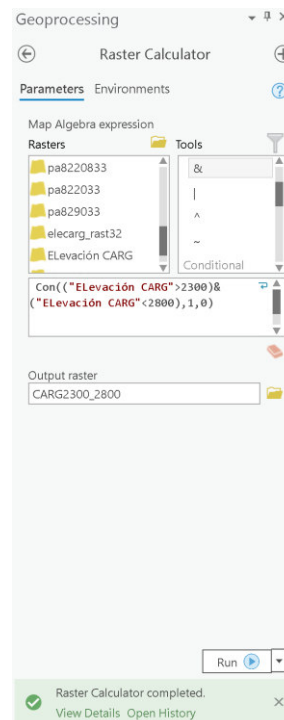 Geoprocessing
Raster Calculator
Parameters Environments
Map Algebra expression
Rasters
Tools
pa8220833
pa822033
pa829033
elecarg_rast32
ELevación CARG
&
|
^
~
Conditional
Con(("ELevación CARG">2300)&
("ELevación CARG"<2800),1,0)
Output raster
CARG2300_2800
Run
Raster Calculator completed.
View Details Open History